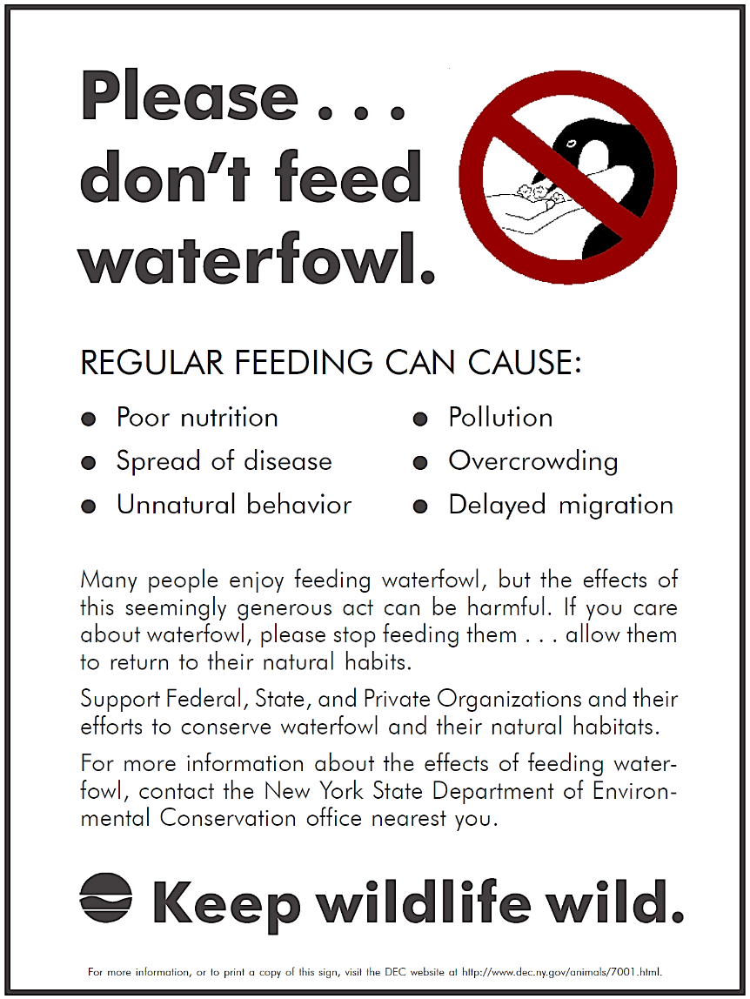 Please . . .
don't feed
waterfowl.
REGULAR FEEDING CAN CAUSE:
● Poor nutrition
● Spread of disease
● Unnatural behavior
● Pollution
● Overcrowding
● Delayed migration
Many people enjoy feeding waterfowl, but the effects of
this seemingly generous act can be harmful. If you care
about waterfowl, please stop feeding them . . . allow them
to return to their natural habits.
Support Federal, State, and Private Organizations and their
efforts to conserve waterfowl and their natural habitats.
For more information about the effects of feeding water-
fowl, contact the New York State Department of Environ-
mental Conservation office nearest you.
Keep wildlife wild.
For more information, or to print a copy of this sign, visit the DEC website at http://www.dec.ny.gov/animals/7001.html.